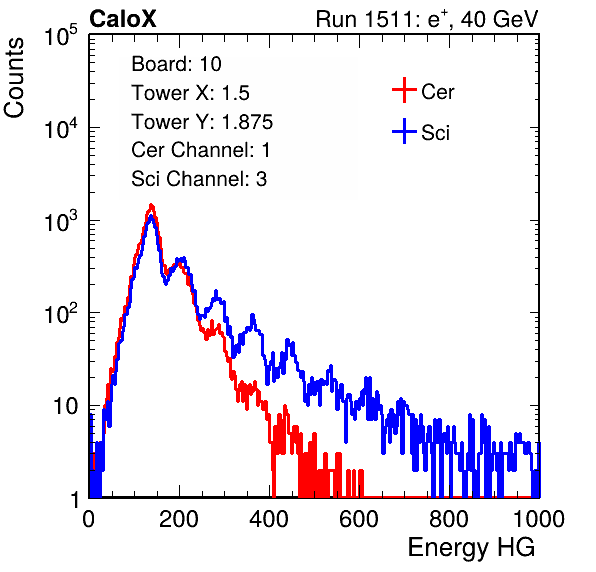 CaloX Run 1511: e⁺, 40 GeV
Counts
10⁵
10⁴
10³
10²
10
1
Board: 10
Tower X: 1.5
Tower Y: 1.875
Cer Channel: 1
Sci Channel: 3
Cer
Sci
0 200 400 600 800 1000
Energy HG